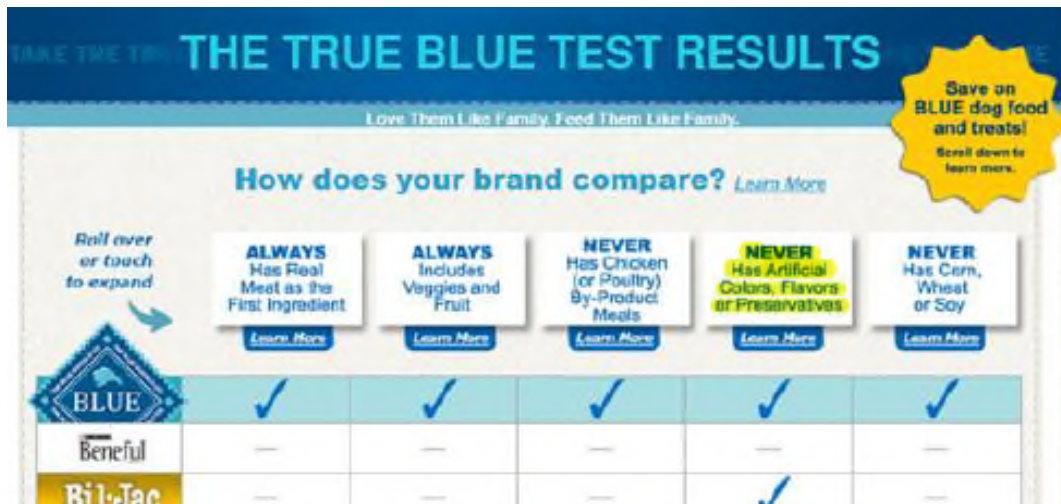 THE TRUE BLUE TEST RESULTS
Love Them Like Family. Feed Them Like Family.
Save on
BLUE dog food
and treats!
Scroll down to
learn more.
How does your brand compare? Learn More
Roll over
or touch
to expand
ALWAYS
Has Real
Meat as the
First Ingredient
Learn More
ALWAYS
Includes
Veggies and
Fruit
Learn More
NEVER
Has Chicken
(or Poultry)
By-Product
Meals
Learn More
NEVER
Has Artificial
Colors, Flavors
or Preservatives
Learn More
NEVER
Has Corn,
Wheat
or Soy
Learn More
BLUE
Beneful
Bil-Jac